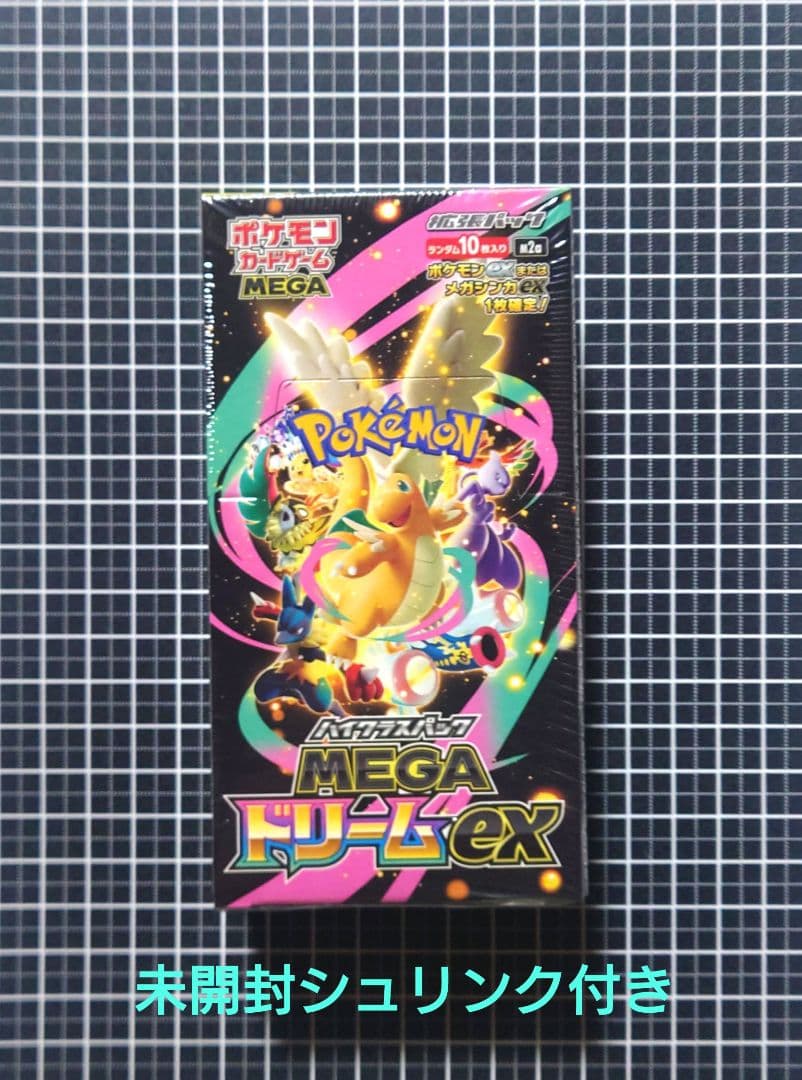 ポケモン
カードゲーム
MEGA
拡張パック
ランダム10枚入り M2a
ポケモンexまたは
メガシンカex
1枚確定!
POKéMON
ハイクラスパック
MEGA
ドリームex
未開封シュリンク付き